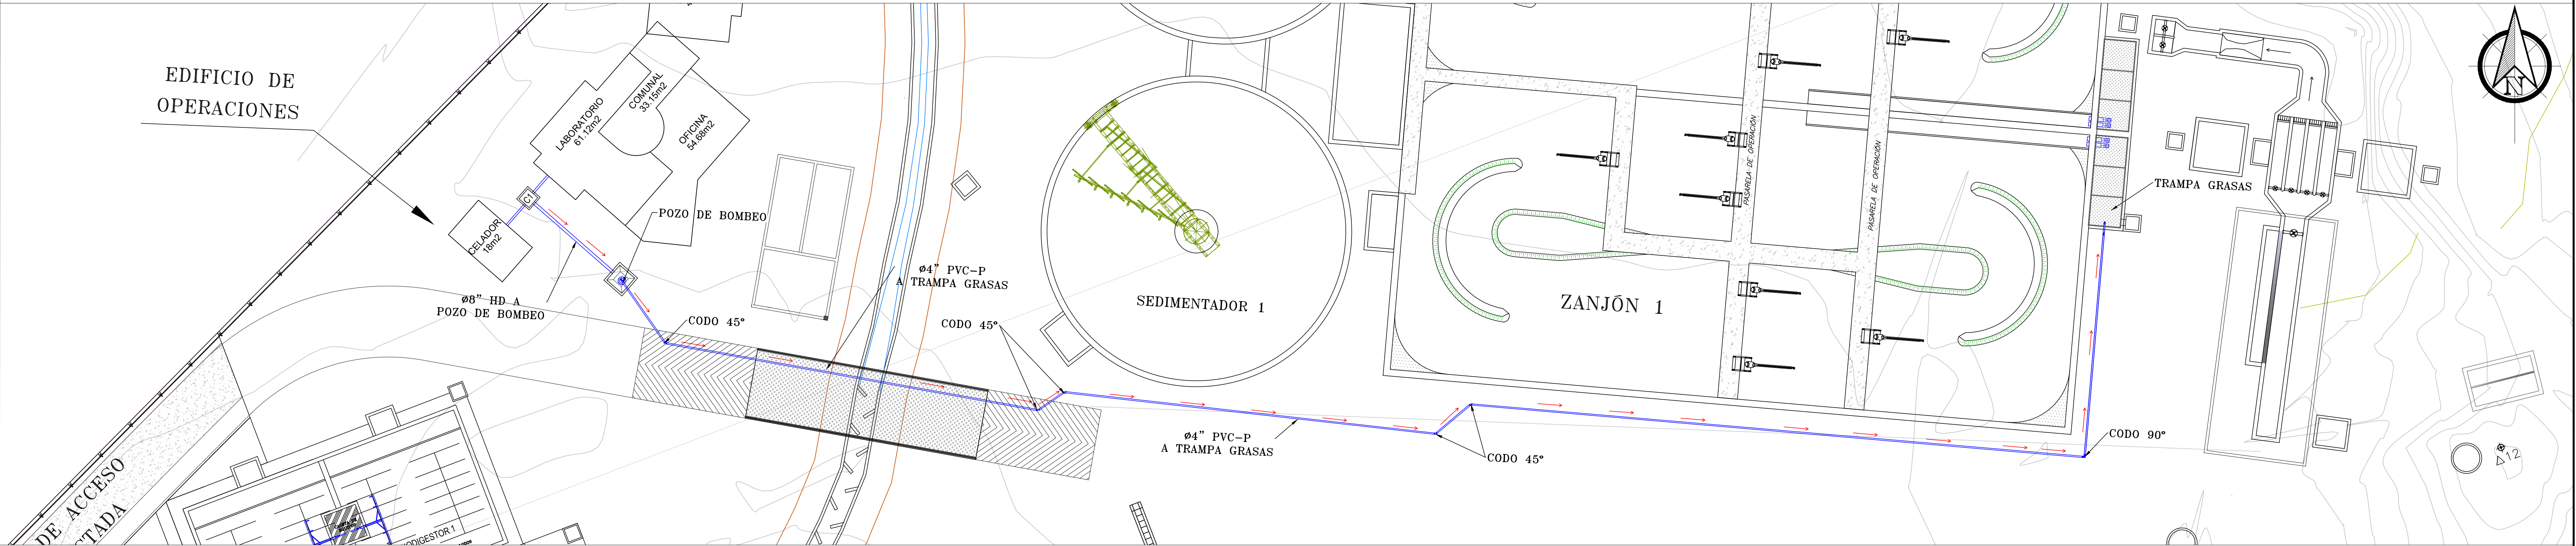 EDIFICIO DE
OPERACIONES
LABORATORIO
61.12m2
COMUNAL
33.15m2
OFICINA
54.68m2
C1
CELADOR
18m2
POZO DE BOMBEO
ø8" HD A
POZO DE BOMBEO
CODO 45°
ø4" PVC-P
A TRAMPA GRASAS
CODO 45°
SEDIMENTADOR 1
ø4" PVC-P
A TRAMPA GRASAS
CODO 45°
ZANJÓN 1
PASARELA DE OPERACIÓN
PASARELA DE OPERACIÓN
TRAMPA GRASAS
CODO 90°
N
DE ACCESO
12